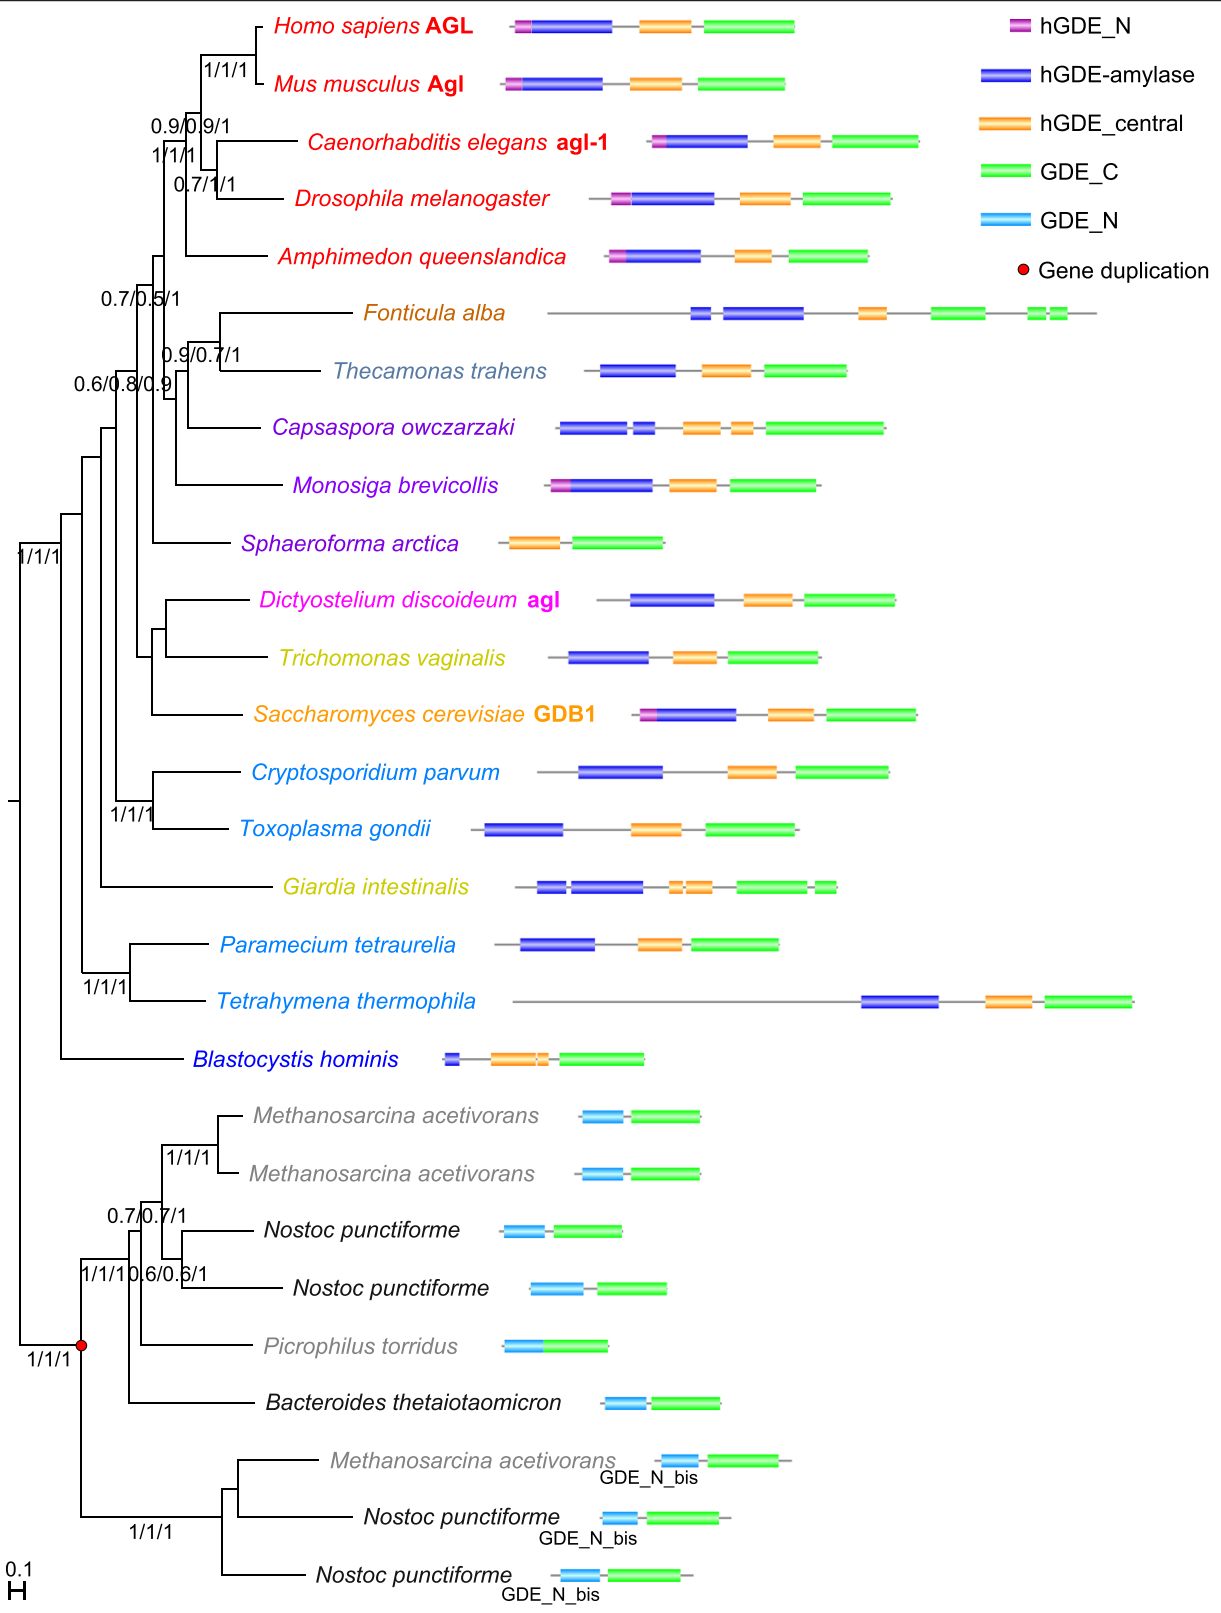 Homo sapiens AGL
hGDE_N
1/1/1
hGDE-amylase
Mus musculus Agl
0.9/0.9/1
hGDE_central
Caenorhabditis elegans agl-1
1/1/1
GDE_C
0.7/1/1
Drosophila melanogaster
GDE_N
Amphimedon queenslandica
Gene duplication
0.7/0.5/1
Fonticula alba
0.9/0.7/1
Thecamonas trahens
0.6/0.8/0.9
Capsaspora owczarzaki
Monosiga brevicollis
Sphaeroforma arctica
1/1/1
Dictyostelium discoideum agl
Trichomonas vaginalis
Saccharomyces cerevisiae GDB1
Cryptosporidium parvum
1/1/1
Toxoplasma gondii
Giardia intestinalis
Paramecium tetraurelia
1/1/1
Tetrahymena thermophila
Blastocystis hominis
Methanosarcina acetivorans
1/1/1
Methanosarcina acetivorans
0.7/0.7/1
Nostoc punctiforme
1/1/1 0.6/0.6/1
Nostoc punctiforme
Picrophilus torridus
1/1/1
Bacteroides thetaiotaomicron
Methanosarcina acetivorans
GDE_N_bis
Nostoc punctiforme
1/1/1
GDE_N_bis
0.1
Nostoc punctiforme
GDE_N_bis